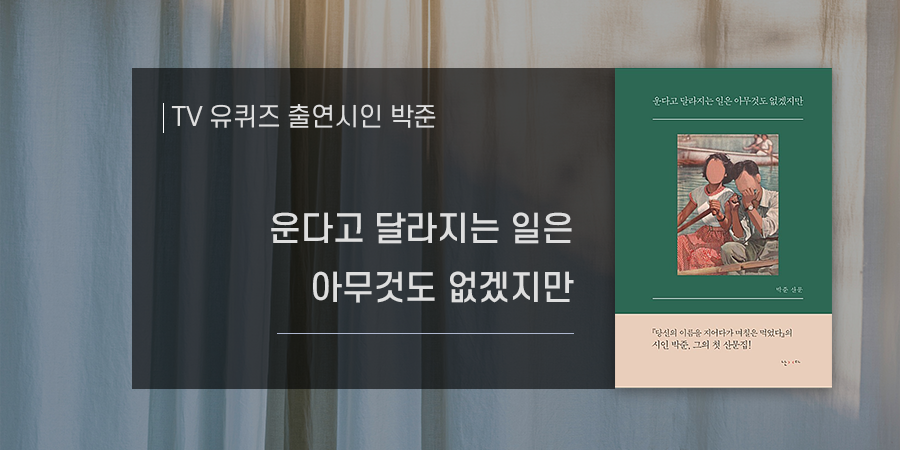 TV 유퀴즈 출연시인 박준
운다고 달라지는 일은
아무것도 없겠지만
운다고 달라지는 일은 아무것도 없겠지만
박준 산문
『당신의 이름을 지어다가 며칠은 먹었다』의
시인 박준, 그의 첫 산문집!